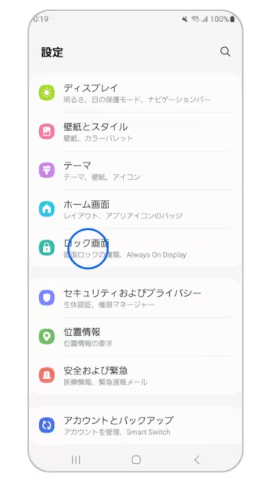 0:19
100%
設定
ディスプレイ
明るさ、目の保護モード、ナビゲーションバー
壁紙とスタイル
壁紙、カラーパレット
テーマ
テーマ、壁紙、アイコン
ホーム画面
レイアウト、アプリアイコンのバッジ
ロック画面
画面ロックの種類、Always On Display
セキュリティおよびプライバシー
生体認証、権限マネージャー
位置情報
位置情報の要求
安全および緊急
医療情報、緊急速報メール
アカウントとバックアップ
アカウントを管理、Smart Switch